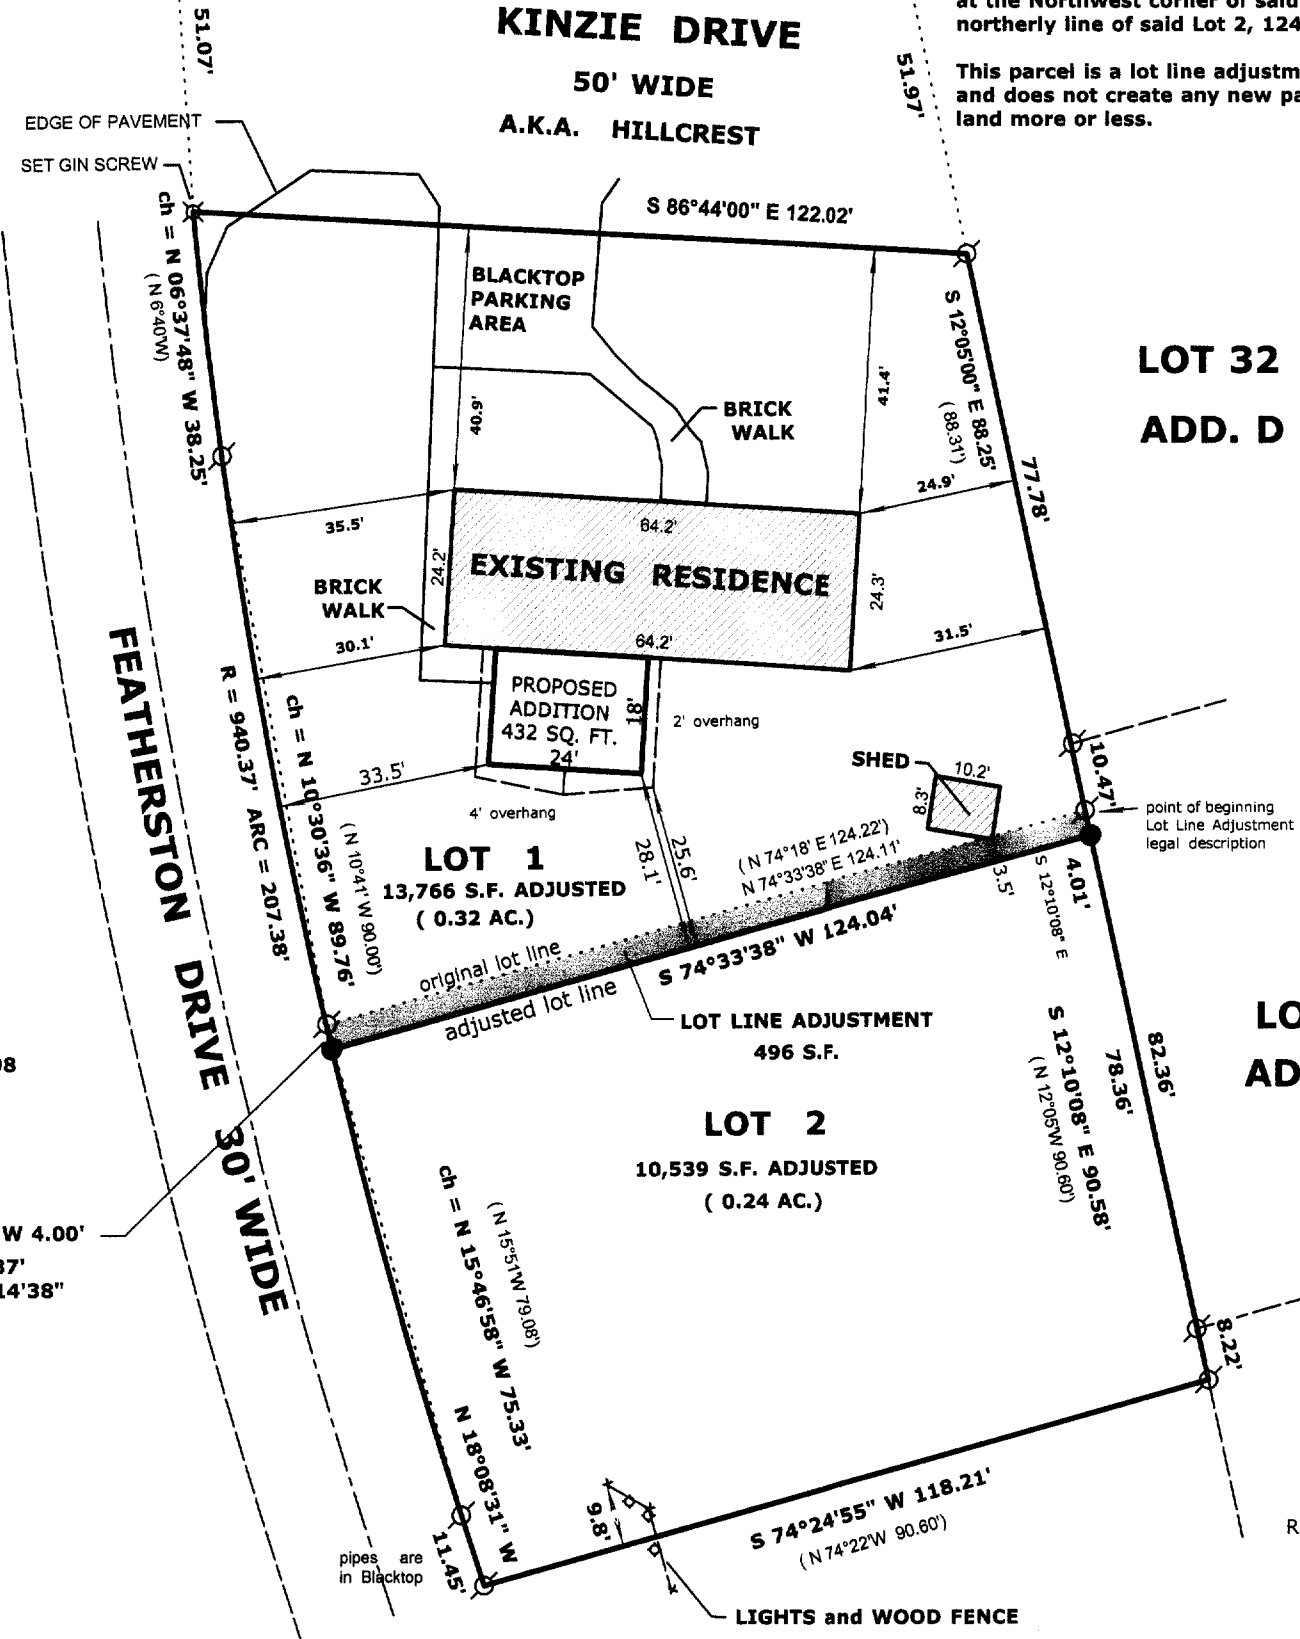 at the Northwest corner of said
northerly line of said Lot 2, 124
This parcel is a lot line adjustm
and does not create any new pa
land more or less.
KINZIE DRIVE
50' WIDE
A.K.A. HILLCREST
51.07'
51.97'
EDGE OF PAVEMENT
SET GIN SCREW
S 86°44'00" E 122.02'
ch = N 06°37'48" W 38.25'
( N 6°40'W)
BLACKTOP
PARKING
AREA
40.9'
41.4'
BRICK
WALK
S 12°05'00" E 88.25'
( 88.31')
77.78'
LOT 32
ADD. D
24.9'
35.5'
64.2'
EXISTING RESIDENCE
24.2'
24.3'
64.2'
BRICK
WALK
30.1'
31.5'
PROPOSED
ADDITION
432 SQ. FT.
24'
18'
2' overhang
4' overhang
33.5'
SHED
10.2'
8.3'
10.47'
point of beginning
Lot Line Adjustment
legal description
FEATHERSTON DRIVE 30' WIDE
R = 940.37' ARC = 207.38'
ch = N 10°30'36" W 89.76'
( N 10°41' W 90.00')
LOT 1
13,766 S.F. ADJUSTED
( 0.32 AC.)
28.1'
25.6'
( N 74°18' E 124.22')
N 74°33'38" E 124.11'
3.5'
4.01'
S 12°10'08" E
original lot line
adjusted lot line
S 74°33'38" W 124.04'
LOT LINE ADJUSTMENT
496 S.F.
LO
AD
98
LOT 2
10,539 S.F. ADJUSTED
( 0.24 AC.)
S 12°10'08" E 90.58'
( N 12°05'W 90.60')
78.36'
82.36'
W 4.00'
37'
14'38"
ch = N 15°46'58" W 75.33'
( N 15°51'W 79.08')
8.22'
N 18°08'31" W
11.45'
pipes are
in Blacktop
9.8'
S 74°24'55" W 118.21'
( N 74°22'W 90.60')
R
LIGHTS and WOOD FENCE